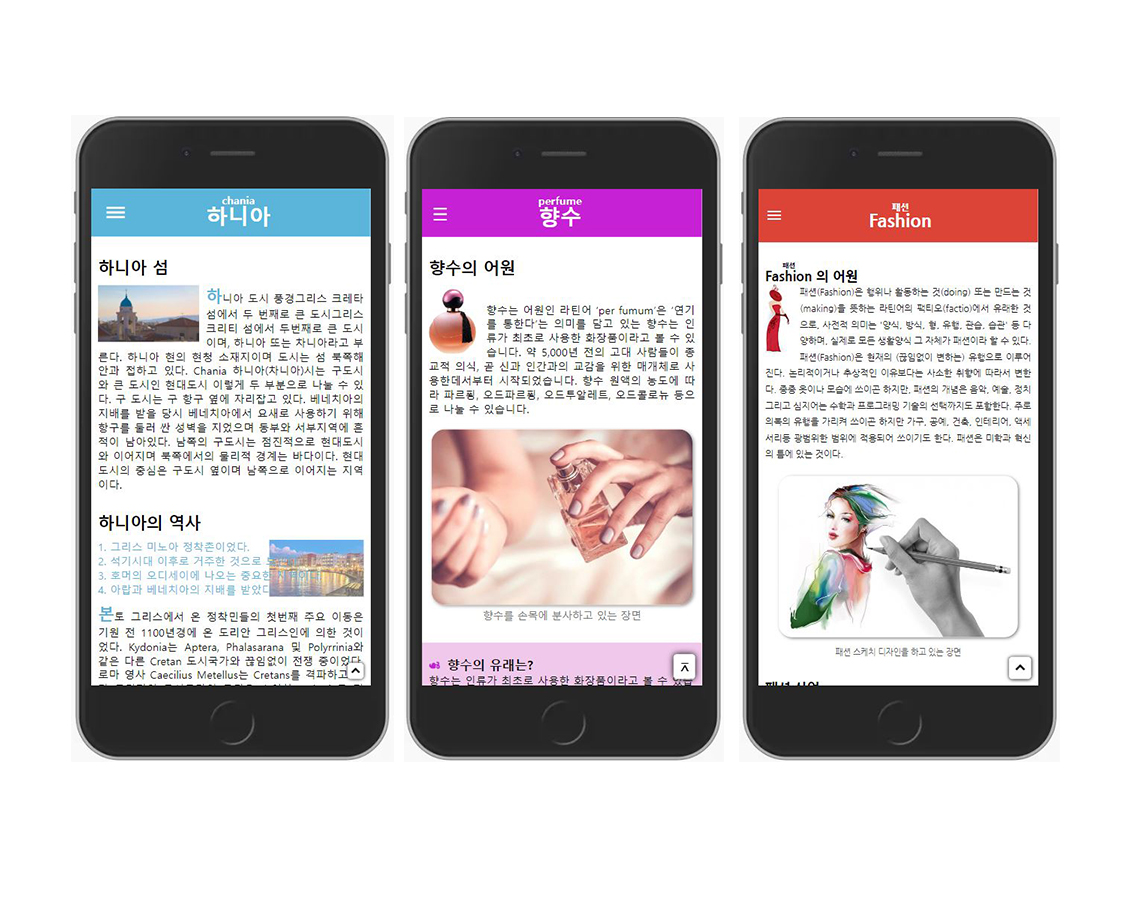 chania
하니아
하니아 섬
하니아 도시 풍경그리스 크레타
섬에서 두 번째로 큰 도시그리스
크리티 섬에서 두번째로 큰 도시
이며, 하니아 또는 차니아라고 부
른다. 하니아 현의 현청 소재지이며 도시는 섬 북쪽해
안과 접하고 있다. Chania 하니아(차니아)시는 구도시
와 큰 도시인 현대도시 이렇게 두 부분으로 나눌 수 있
다. 구 도시는 구 항구 옆에 자리잡고 있다. 베네치아의
지배를 받을 당시 베네치아에서 요새로 사용하기 위해
항구를 둘러 싼 성벽을 지었으며 동부와 서부지역에 흔
적이 남아있다. 남쪽의 구도시는 점진적으로 현대도시
와 이어지며 북쪽에서의 물리적 경계는 바다이다. 현대
도시의 중심은 구도시 옆이며 남쪽으로 이어지는 지역
이다.
하니아의 역사
1. 그리스 미노아 정착촌이었다.
2. 석기시대 이후로 거주한 것으로
3. 호머의 오디세이에 나오는 중요한
4. 아랍과 베네치아의 지배를 받았다
본토 그리스에서 온 정착민들의 첫번째 주요 이동은
기원 전 1100년경에 온 도리안 그리스인에 의한 것이
었다. Kydonia는 Aptera, Phalasarana 및 Polyrrinia와
같은 다른 Cretan 도시국가와 끊임없이 전쟁 중이었다.
로마 영사 Caecilius Metellus는 Cretans를 격파하고
perfume
향수
향수의 어원
향수는 어원인 라틴어 ‘per fumum’은 ‘연기
를 통한다’는 의미를 담고 있는 향수는 인
류가 최초로 사용한 화장품이라고 볼 수 있
습니다. 약 5,000년 전의 고대 사람들이 종
교적 의식, 곧 신과 인간과의 교감을 위한 매개체로 사
용한데서부터 시작되었습니다. 향수 원액의 농도에 따
라 파르푕, 오드파르푕, 오드투알레트, 오드콜로뉴 등으
로 나눌 수 있습니다.
향수를 손목에 분사하고 있는 장면
향수의 유래는?
향수는 인류가 최초로 사용한 화장품이라고 볼 수 있습
패션
Fashion
패션
Fashion 의 어원
패션(Fashion)은 행위나 활동하는 것(doing) 또는 만드는 것
(making)을 뜻하는 라틴어의 팩티오(factio)에서 유래한 것
으로, 사전적 의미는 ‘양식, 방식, 형, 유행, 관습, 습관’ 등 다
양하며, 실제로 모든 생활양식 그 자체가 패션이라 할 수 있다.
패션(Fashion)은 현재의 (끊임없이 변하는) 유행으로 이루어
진다. 논리적이거나 추상적인 이유보다는 사소한 취향에 따라서 변한
다. 종종 옷이나 모습에 쓰이곤 하지만, 패션의 개념은 음악, 예술, 정치
그리고 심지어는 수학과 프로그래밍 기술의 선택까지도 포함한다. 주로
의복의 유행를 가리켜 쓰이곤 하지만 가구, 공예, 건축, 인테리어, 액세
서리등 광범위한 범위에 적용되어 쓰이기도 한다. 패션은 미학과 혁신
의 틈에 있는 것이다.
패션 스케치 디자인을 하고 있는 장면